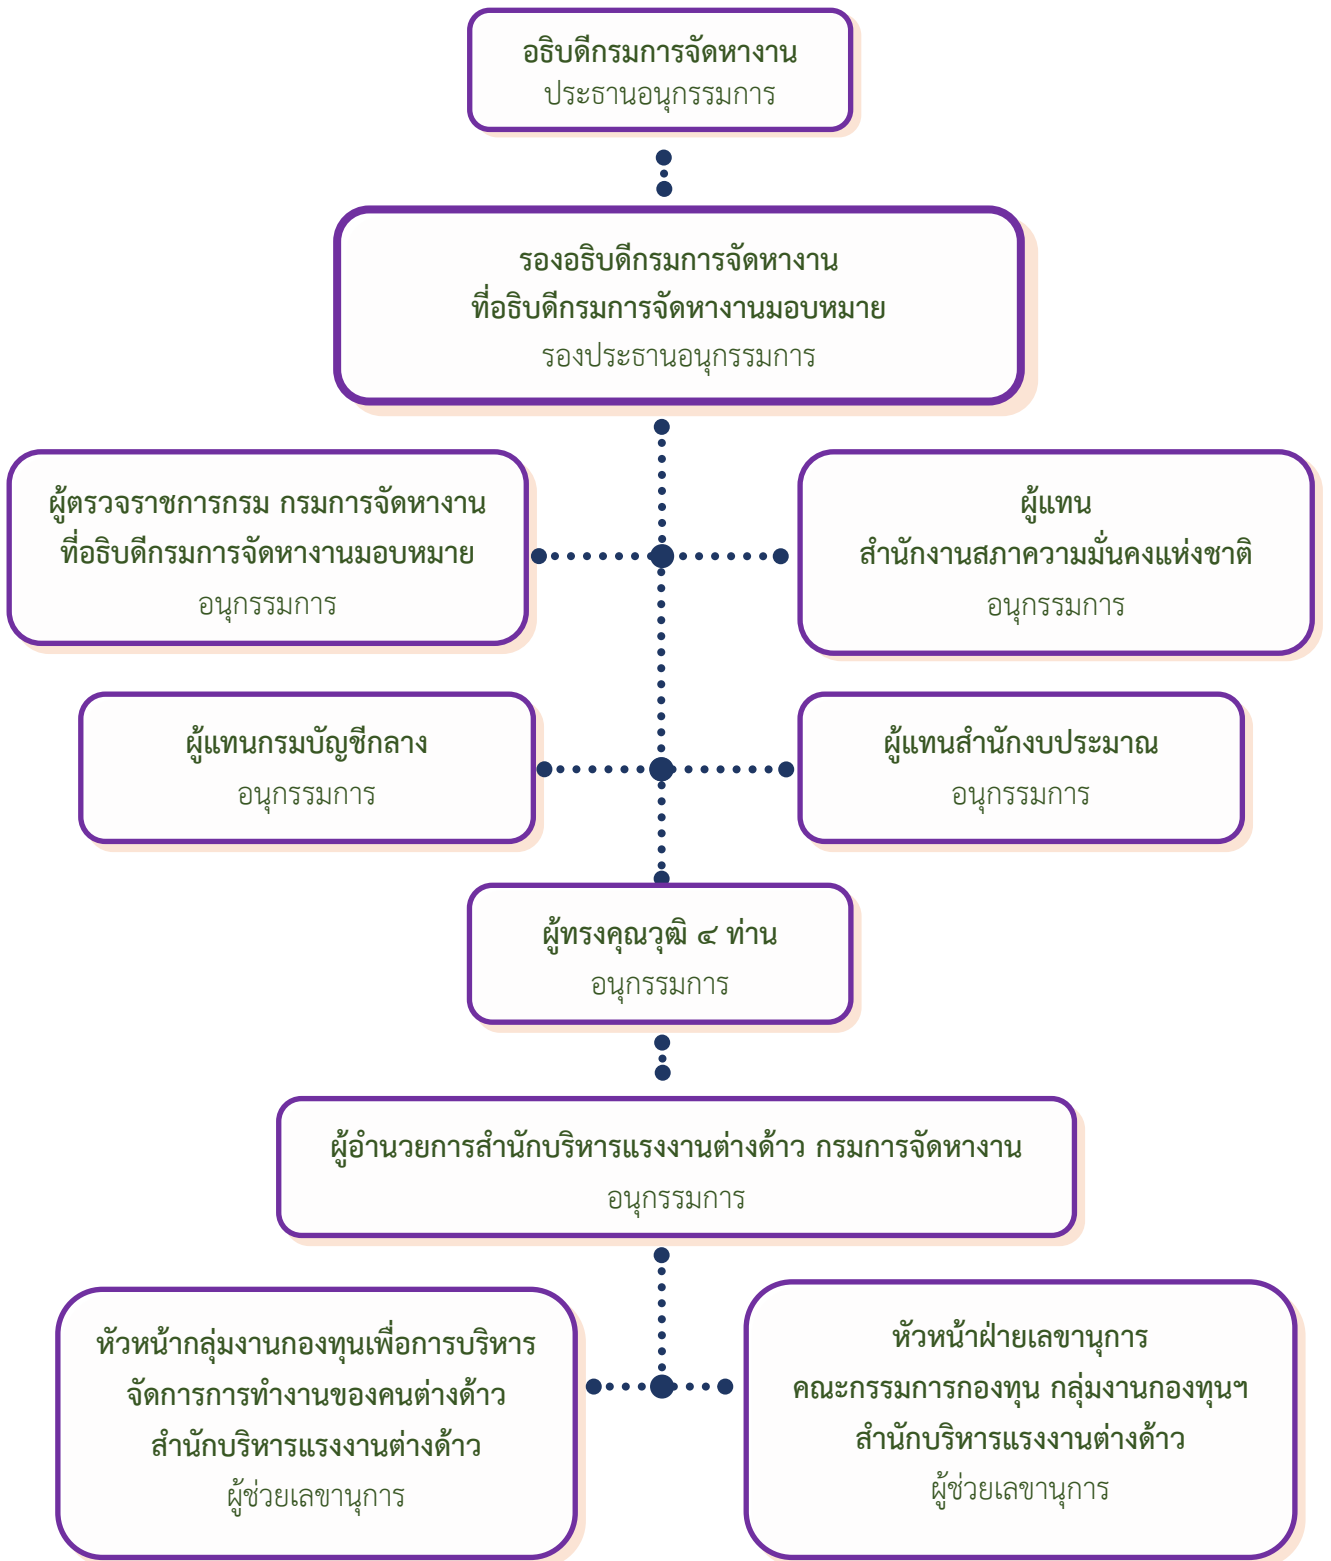 อธิบดีกรมการจัดหางาน
ประธานอนุกรรมการ
รองอธิบดีกรมการจัดหางาน
ที่อธิบดีกรมการจัดหางานมอบหมาย
รองประธานอนุกรรมการ
ผู้ตรวจราชการกรม กรมการจัดหางาน
ที่อธิบดีกรมการจัดหางานมอบหมาย
อนุกรรมการ
ผู้แทน
สำนักงานสภาความมั่นคงแห่งชาติ
อนุกรรมการ
ผู้แทนกรมบัญชีกลาง
อนุกรรมการ
ผู้แทนสำนักงบประมาณ
อนุกรรมการ
ผู้ทรงคุณวุฒิ ๔ ท่าน
อนุกรรมการ
ผู้อำนวยการสำนักบริหารแรงงานต่างด้าว กรมการจัดหางาน
อนุกรรมการ
หัวหน้ากลุ่มงานกองทุนเพื่อการบริหาร
จัดการการทำงานของคนต่างด้าว
สำนักบริหารแรงงานต่างด้าว
ผู้ช่วยเลขานุการ
หัวหน้าฝ่ายเลขานุการ
คณะกรรมการกองทุน กลุ่มงานกองทุนฯ
สำนักบริหารแรงงานต่างด้าว
ผู้ช่วยเลขานุการ